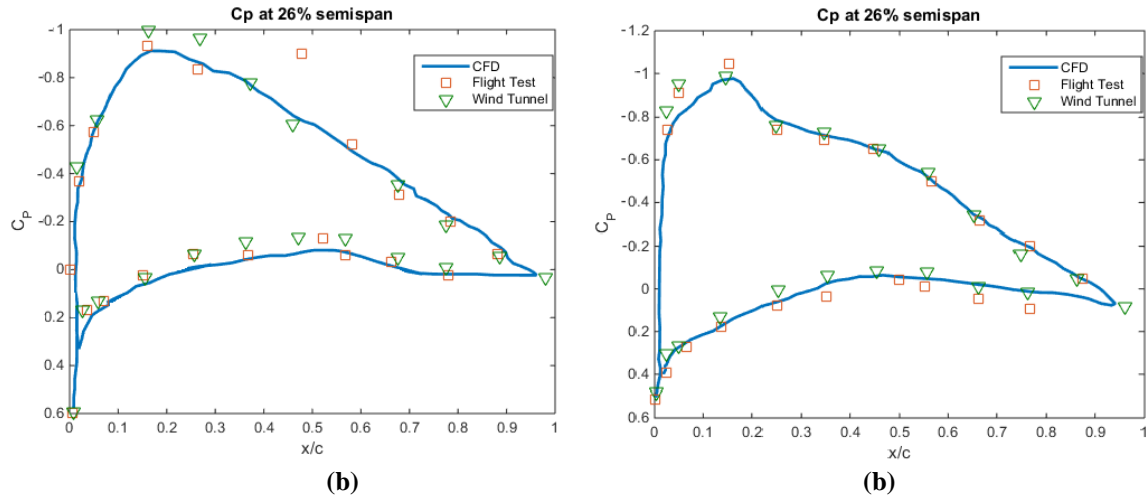 Cp at 26% semispan
-1
-0.8
-0.6
-0.4
-0.2
0
0.2
0.4
0.6
C_P
0 0.1 0.2 0.3 0.4 0.5 0.6 0.7 0.8 0.9 1
x/c
CFD
Flight Test
Wind Tunnel
(b)
Cp at 26% semispan
-1.2
-1
-0.8
-0.6
-0.4
-0.2
0
0.2
0.4
0.6
C_P
0 0.1 0.2 0.3 0.4 0.5 0.6 0.7 0.8 0.9 1
x/c
CFD
Flight Test
Wind Tunnel
(b)